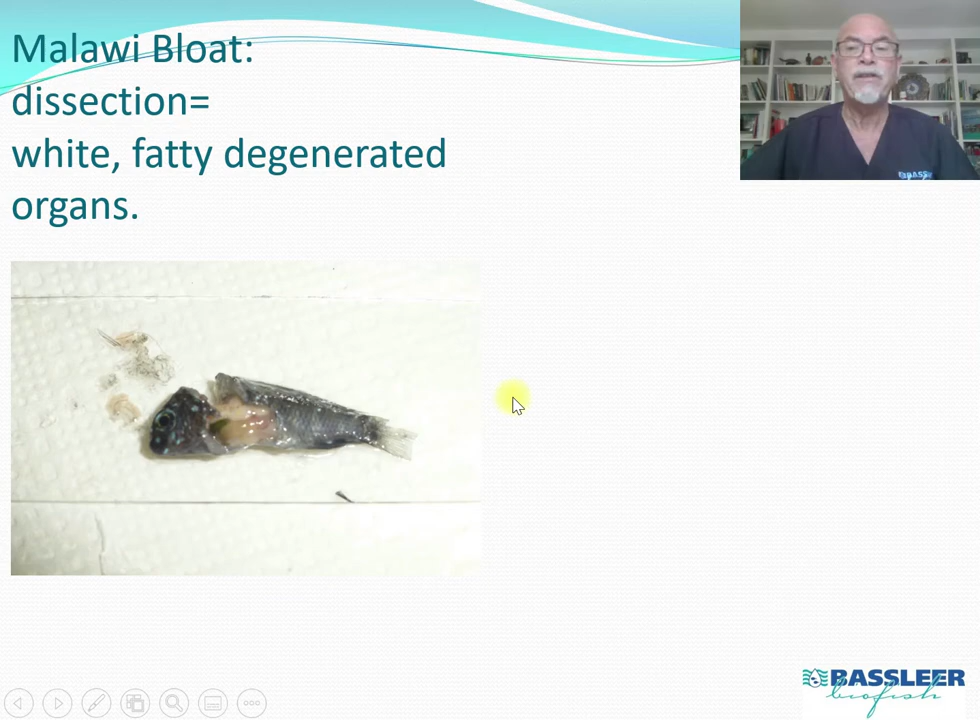 Malawi Bloat:
dissection=
white, fatty degenerated
organs.
BASSLEER
biofish